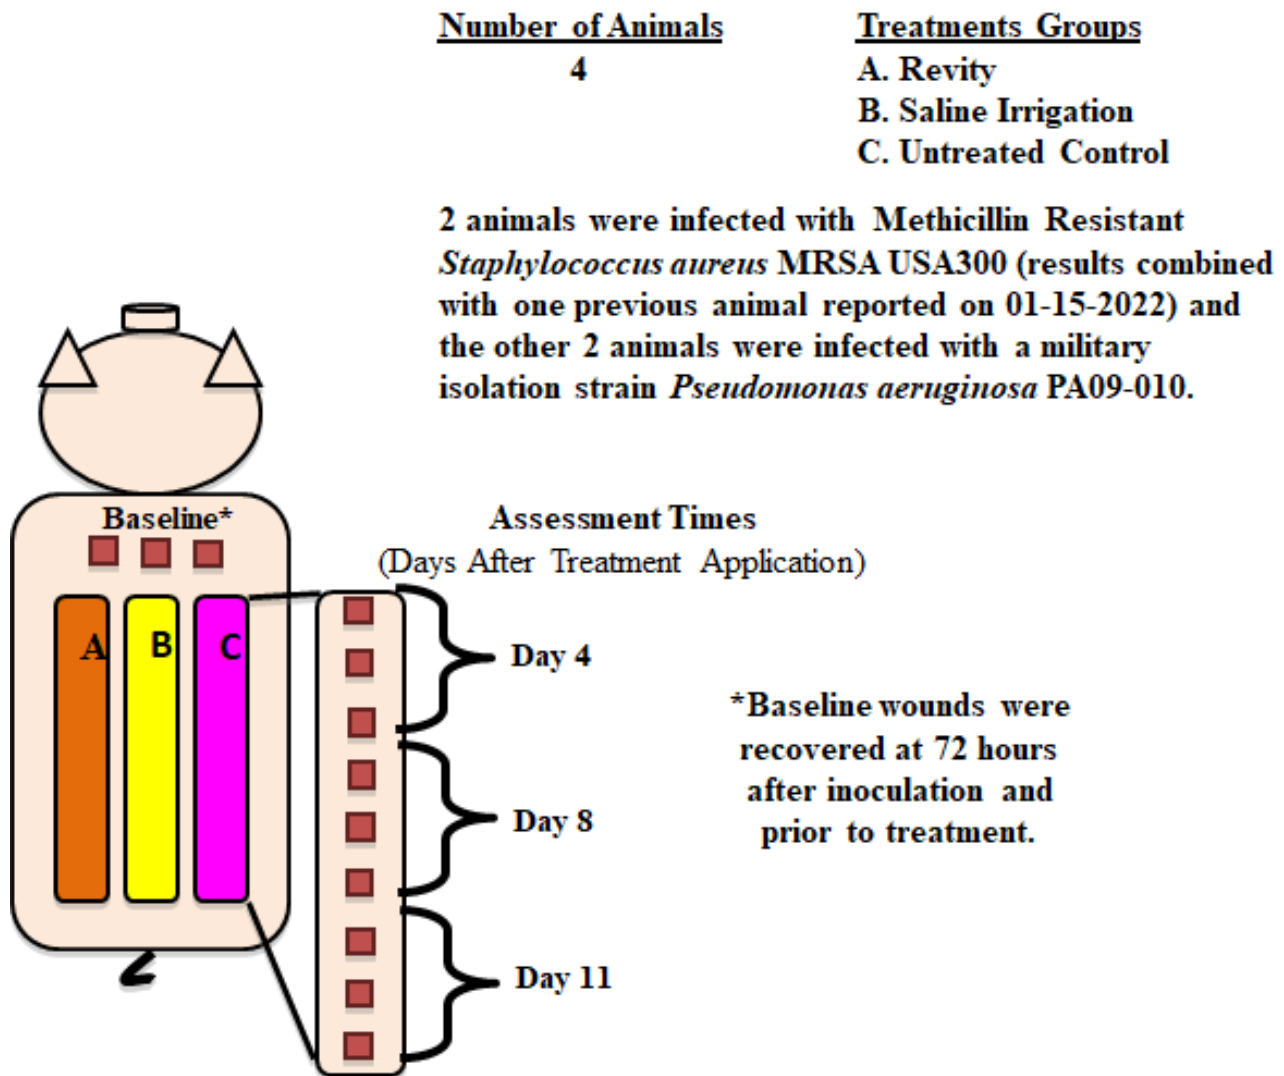 Number of Animals
4
Treatments Groups
A. Revity
B. Saline Irrigation
C. Untreated Control
2 animals were infected with Methicillin Resistant
Staphylococcus aureus MRSA USA300 (results combined
with one previous animal reported on 01-15-2022) and
the other 2 animals were infected with a military
isolation strain Pseudomonas aeruginosa PA09-010.
Baseline*
A
B
C
Assessment Times
(Days After Treatment Application)
Day 4
Day 8
Day 11
*Baseline wounds were
recovered at 72 hours
after inoculation and
prior to treatment.